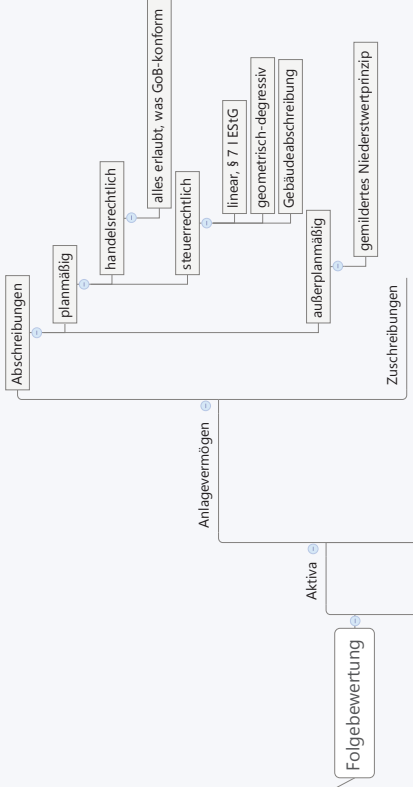 Folgebewertung
Aktiva
Anlagevermögen
Abschreibungen
planmäßig
handelsrechtlich
alles erlaubt, was GoB-konform
steuerrechtlich
linear, § 7 I EStG
geometrisch-degressiv
Gebäudeabschreibung
außerplanmäßig
gemildertes Niederstwertprinzip
Zuschreibungen